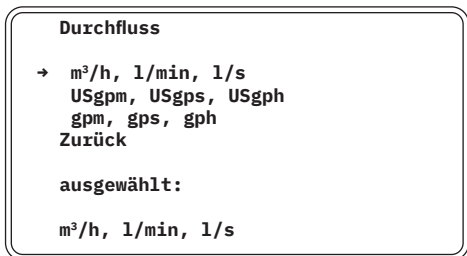 Durchfluss
→ m³/h, l/min, l/s
USgpm, USgps, USgph
gpm, gps, gph
Zurück
ausgewählt:
m³/h, l/min, l/s